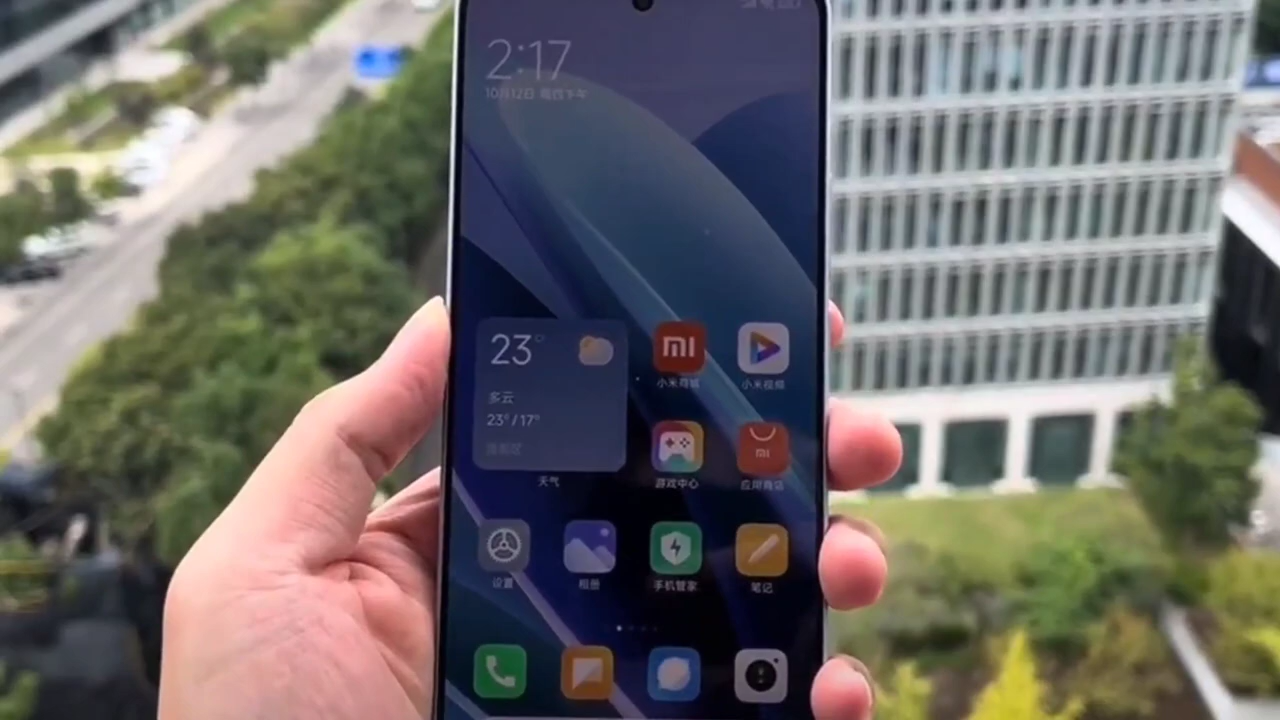 2:17
10月12日 周四下午
23°
多云
23° / 17°
天气
mi
小米商城
小米视频
游戏中心
mi
应用商店
设置
相册
手机管家
笔记